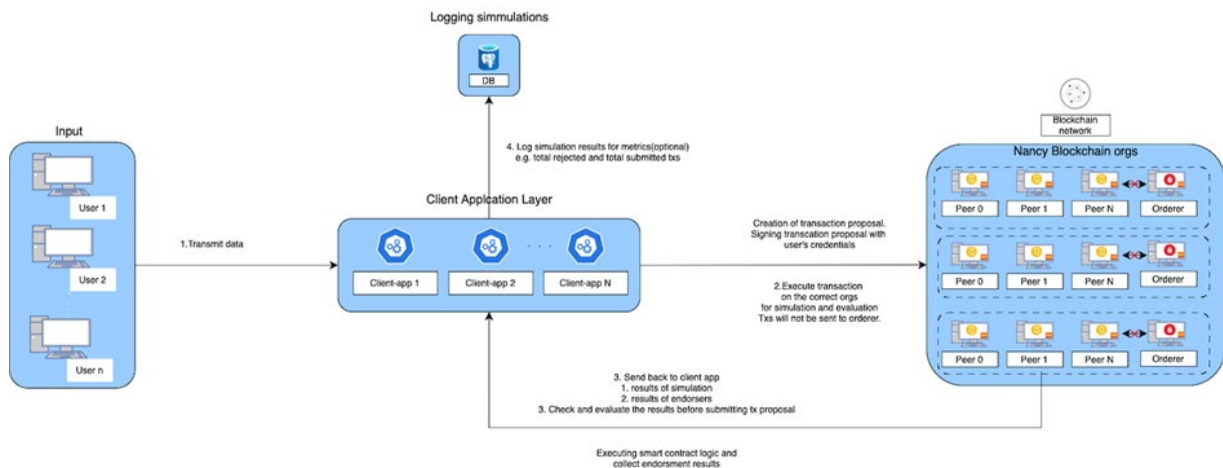 Logging simmulations
DB
Blockchain
network
Input
User 1
User 2
User n
1.Transmit data
4. Log simulation results for metrics(optional)
e.g. total rejected and total submitted txs
Client Applcation Layer
Client-app 1
Client-app 2
Client-app N
Creation of transaction proposal.
Signing transcation proposal with
user's credentials
2.Execute transaction
on the correct orgs
for simulation and evaluation
Txs will not be sent to orderer.
Nancy Blockchain orgs
Peer 0
Peer 1
Peer N
Orderer
Peer 0
Peer 1
Peer N
Orderer
Peer 0
Peer 1
Peer N
Orderer
3. Send back to client app
1. results of simulation
2. results of endorsers
3. Check and evaluate the results before submitting tx proposal
Executing smart contract logic and
collect endorsment results